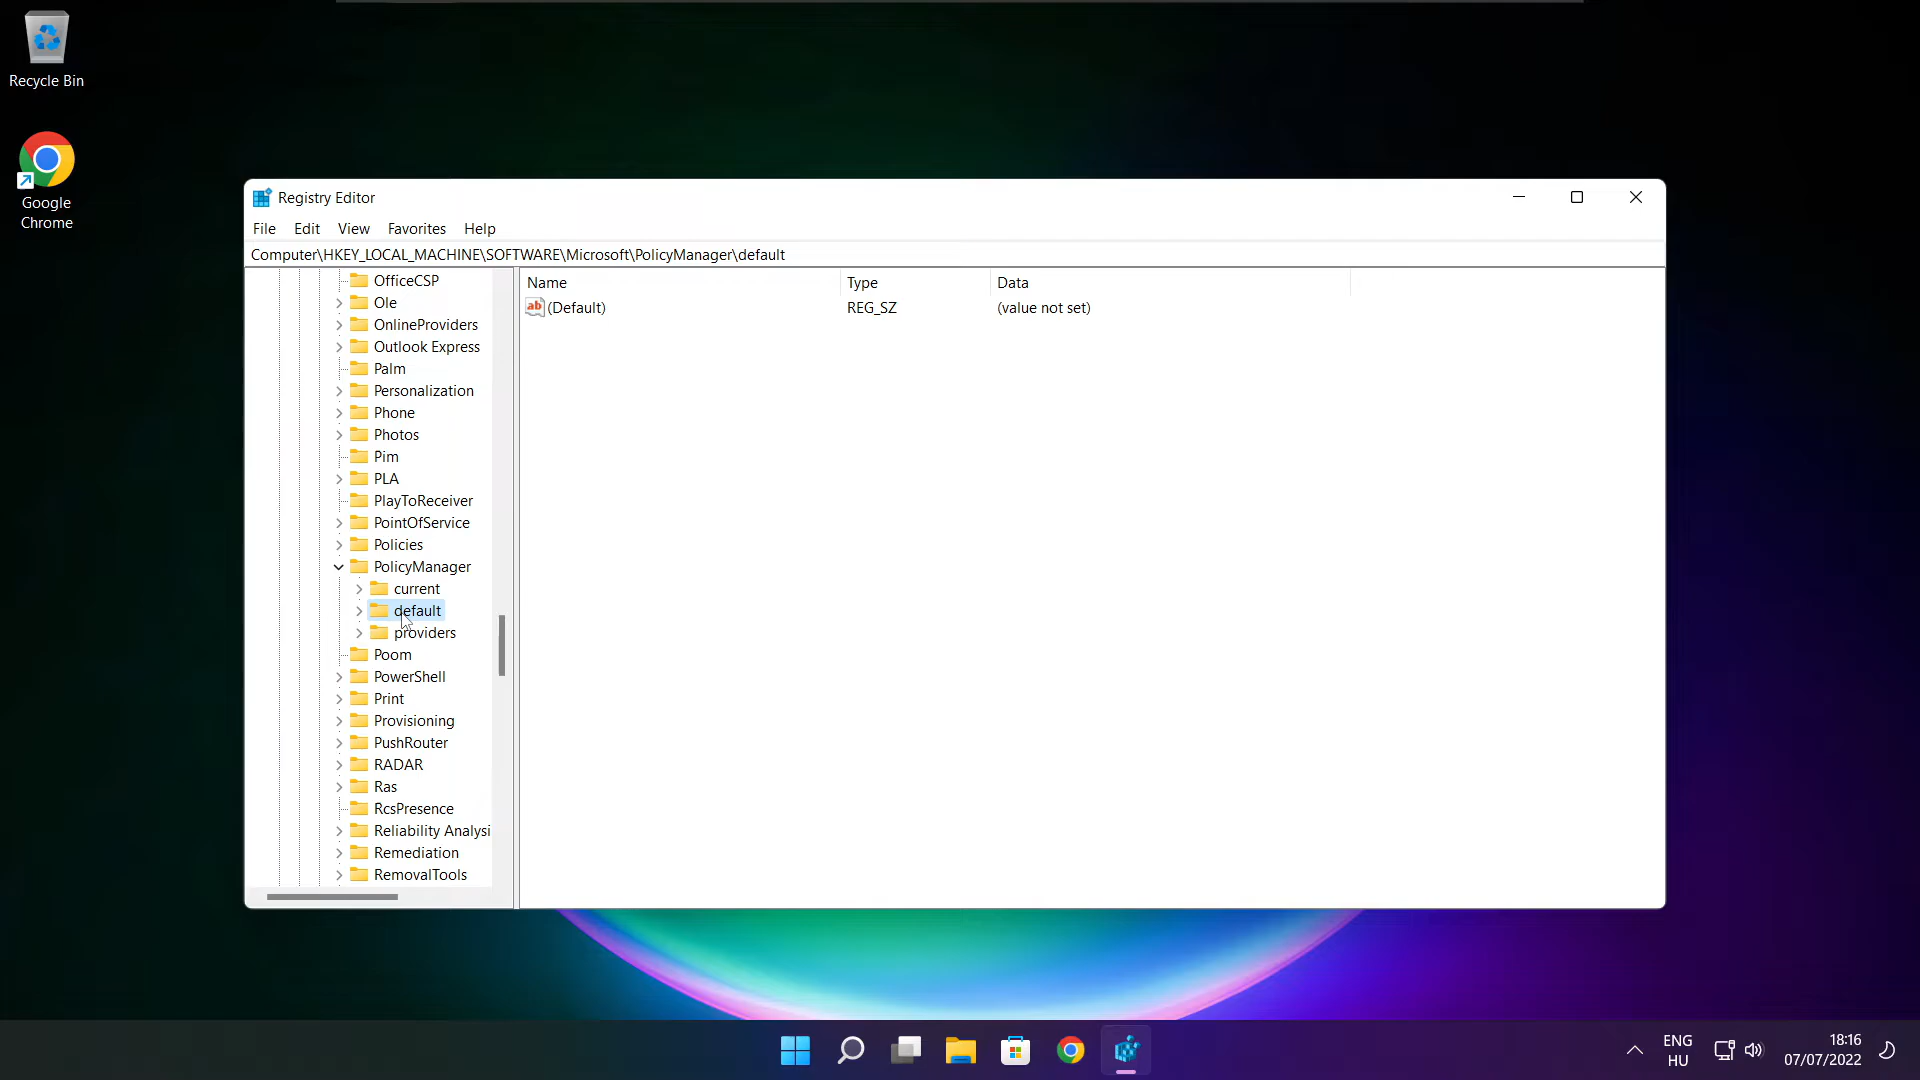 Recycle Bin
Google
Chrome
Registry Editor
File Edit View Favorites Help
Computer\HKEY_LOCAL_MACHINE\SOFTWARE\Microsoft\PolicyManager\default
OfficeCSP
Ole
OnlineProviders
Outlook Express
Palm
Personalization
Phone
Photos
Pim
PLA
PlayToReceiver
PointOfService
Policies
PolicyManager
current
default
providers
Poom
PowerShell
Print
Provisioning
PushRouter
RADAR
Ras
RcsPresence
Reliability Analysi
Remediation
RemovalTools
Name Type Data
ab (Default) REG_SZ (value not set)
ENG
HU
18:16
07/07/2022